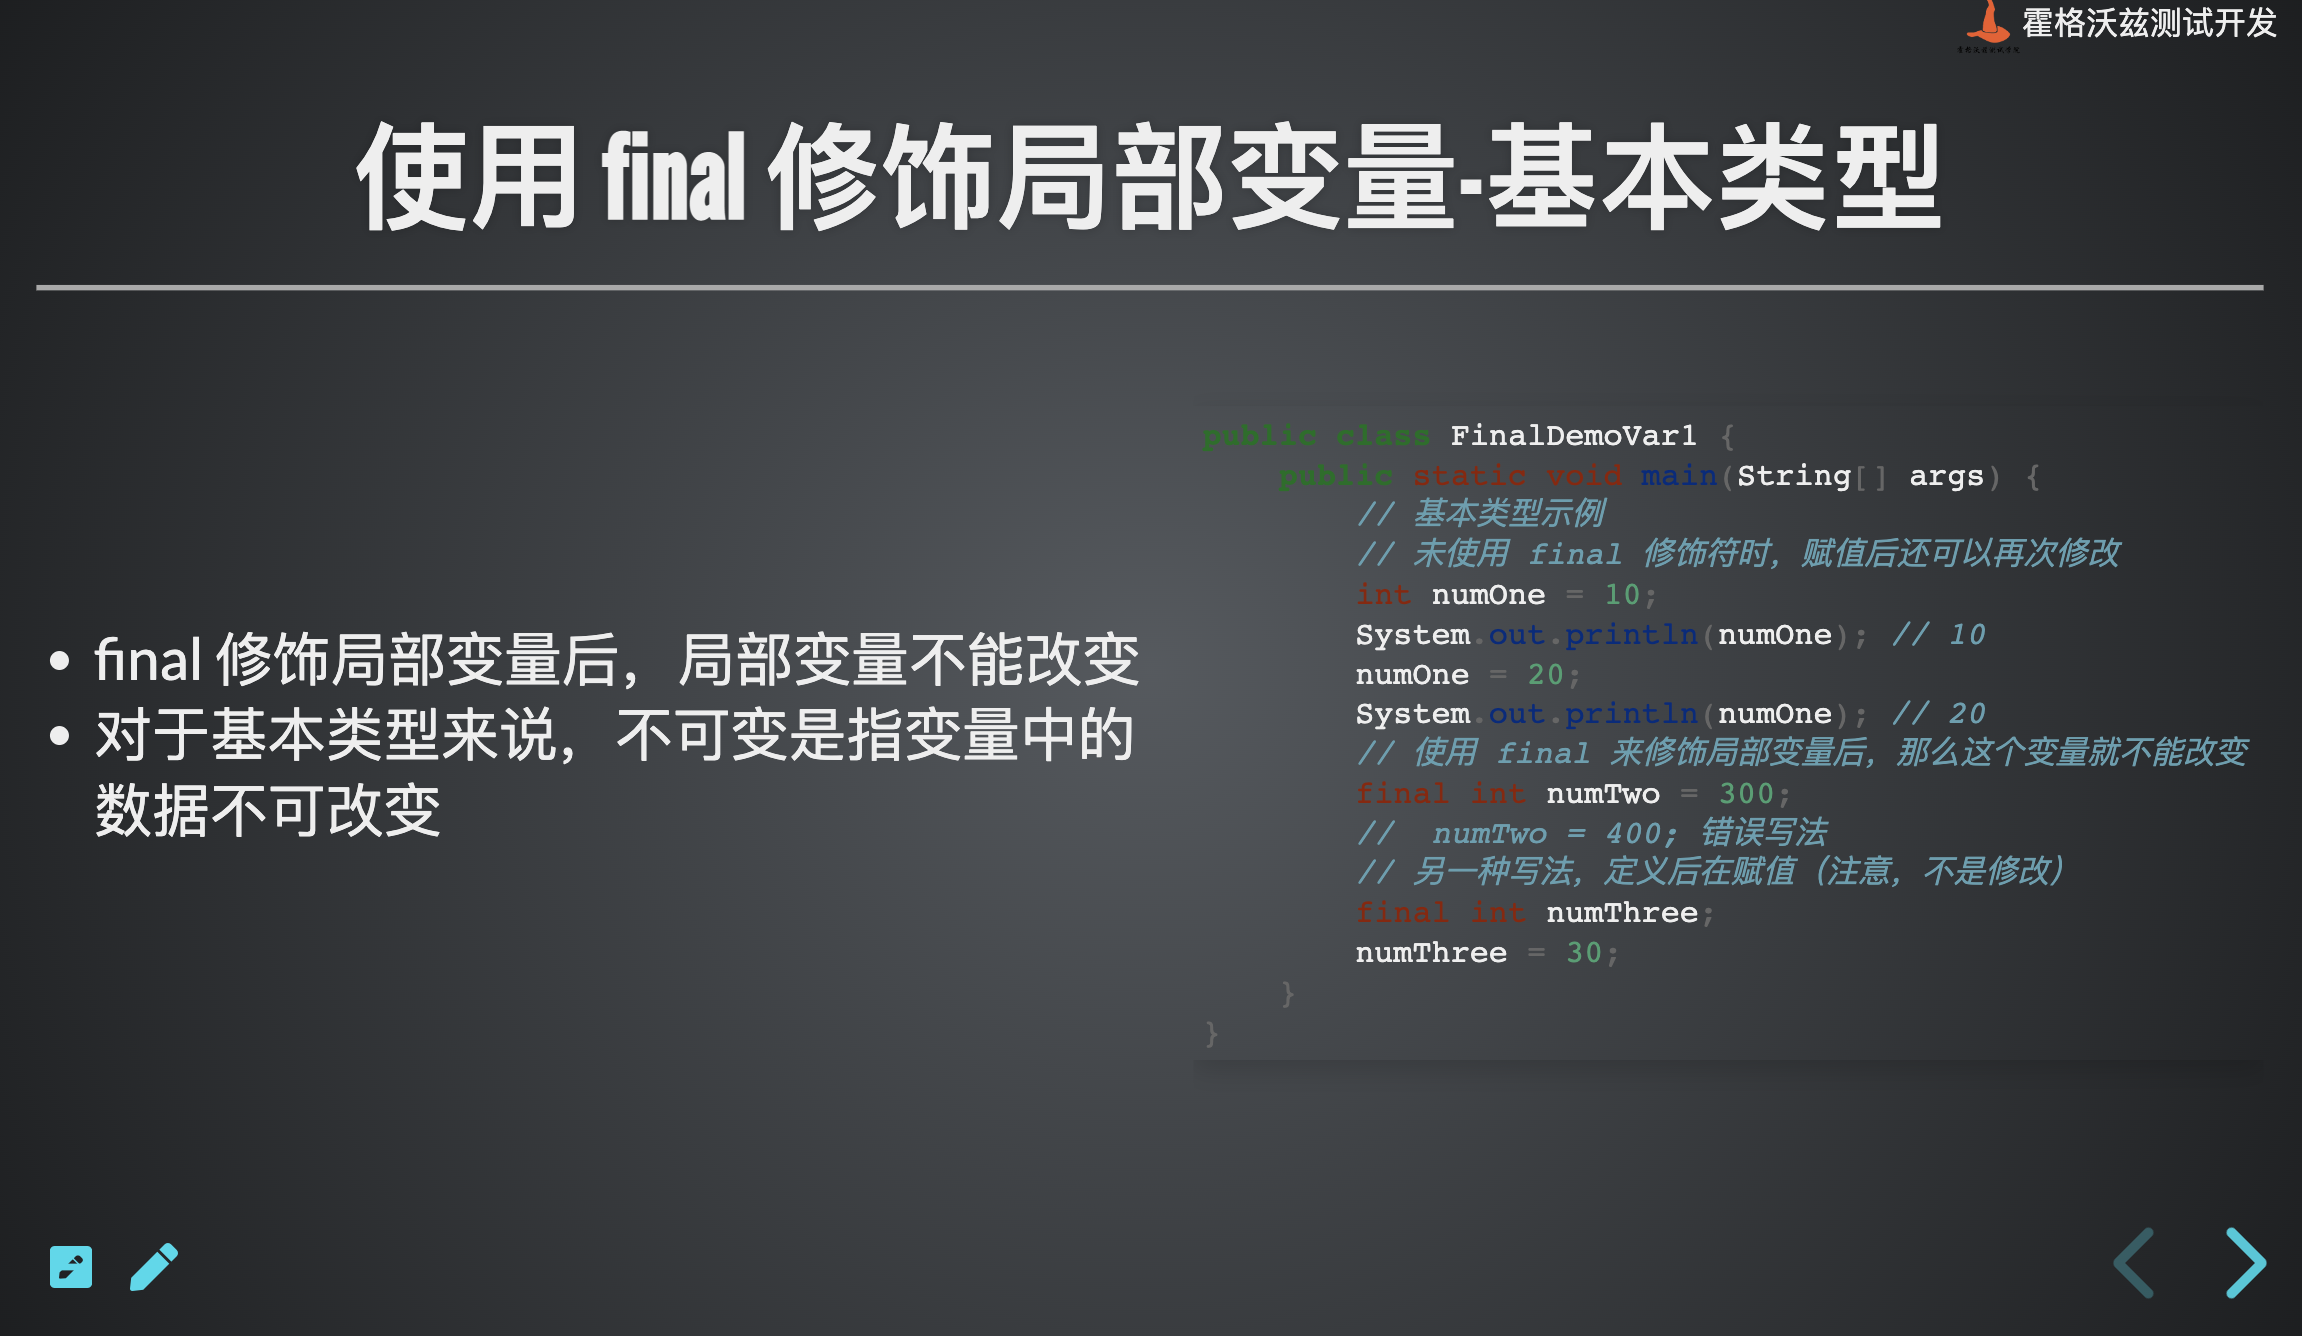 霍格沃兹测试开发
使用 final 修饰局部变量-基本类型
• final 修饰局部变量后，局部变量不能改变
• 对于基本类型来说，不可变是指变量中的
数据不可改变
public class FinalDemoVar1 {
    public static void main(String[] args) {
        // 基本类型示例
        // 未使用 final 修饰符时，赋值后还可以再次修改
        int numOne = 10;
        System.out.println(numOne); // 10
        numOne = 20;
        System.out.println(numOne); // 20
        // 使用 final 来修饰局部变量后，那么这个变量就不能改变
        final int numTwo = 300;
        //  numTwo = 400; 错误写法
        // 另一种写法，定义后在赋值（注意，不是修改）
        final int numThree;
        numThree = 30;
    }
}